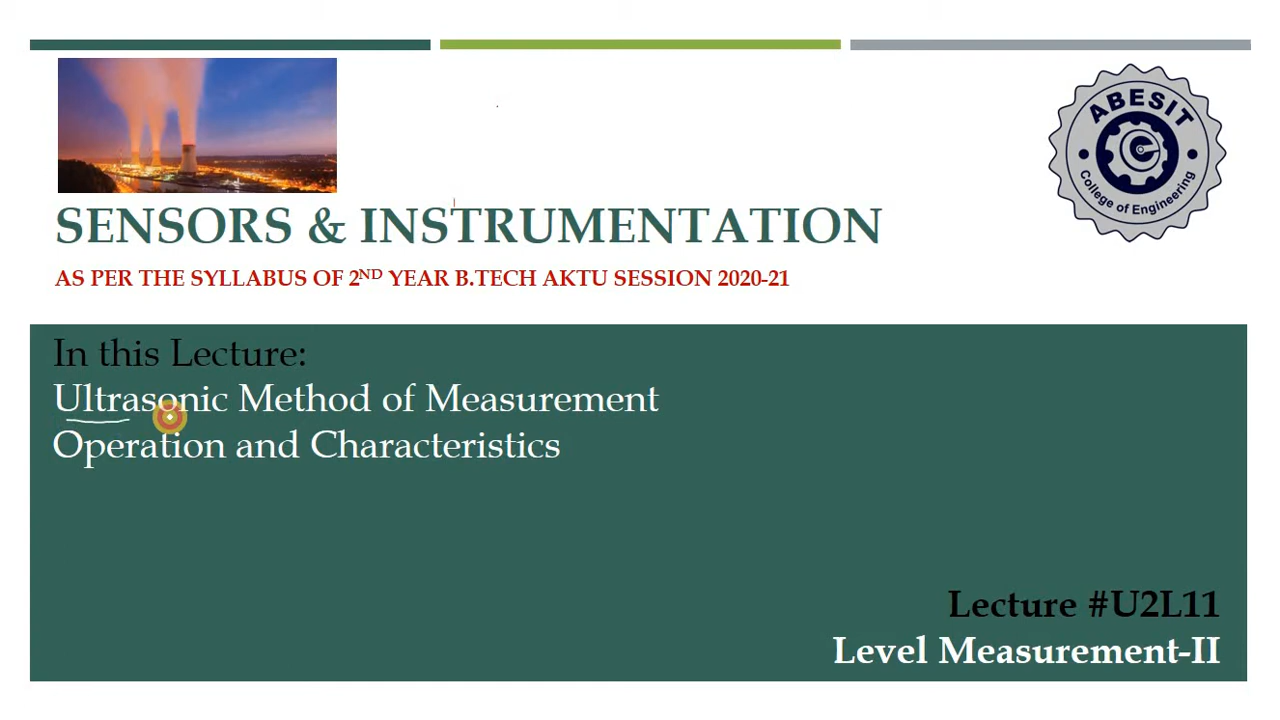 ABESIT
College of Engineering
SENSORS & INSTRUMENTATION
AS PER THE SYLLABUS OF 2ND YEAR B.TECH AKTU SESSION 2020-21
In this Lecture:
Ultrasonic Method of Measurement
Operation and Characteristics
Lecture #U2L11
Level Measurement-II